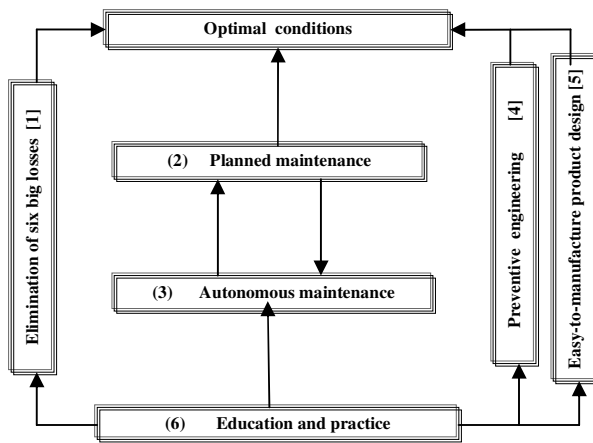 Optimal conditions
Elimination of six big losses [1]
(2) Planned maintenance
(3) Autonomous maintenance
Preventive engineering [4]
Easy-to-manufacture product design [5]
(6) Education and practice